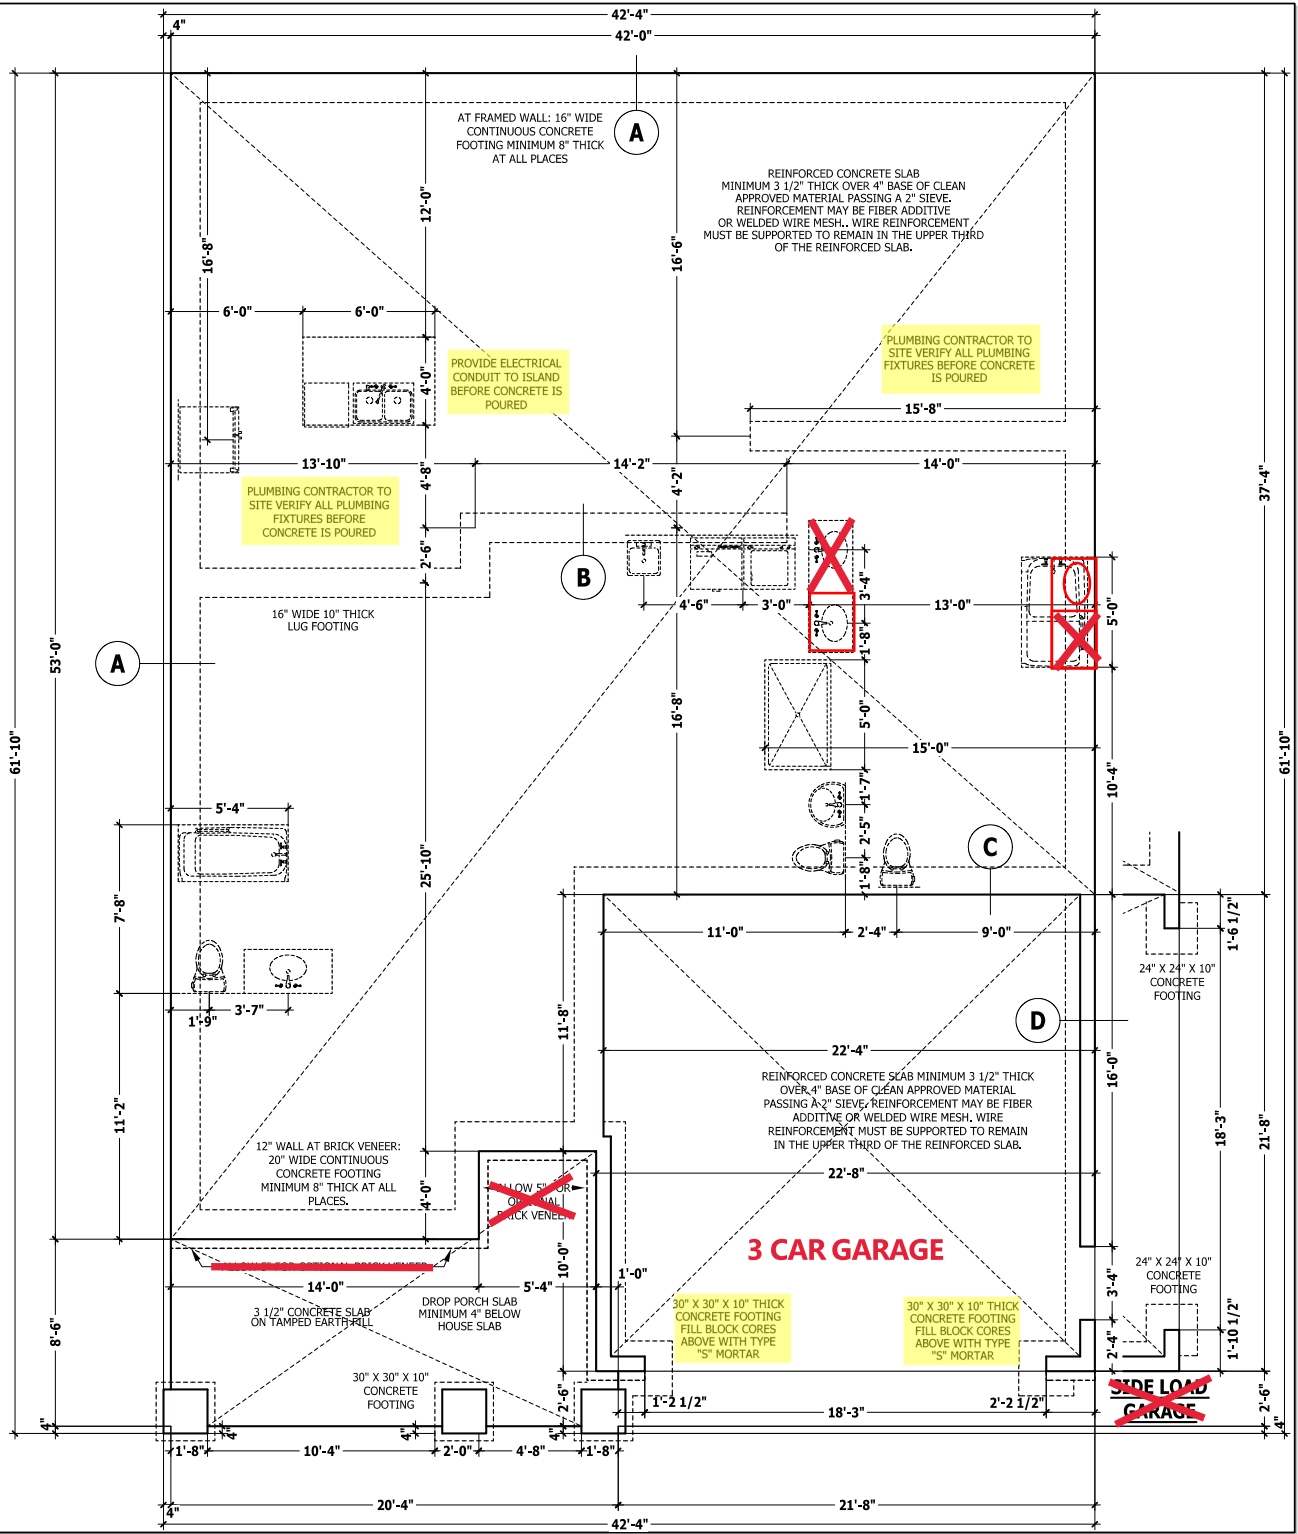 42'-4"
4"
42'-0"
AT FRAMED WALL: 16" WIDE
CONTINUOUS CONCRETE
FOOTING MINIMUM 8" THICK
AT ALL PLACES
A
REINFORCED CONCRETE SLAB
MINIMUM 3 1/2" THICK OVER 4" BASE OF CLEAN
APPROVED MATERIAL PASSING A 2" SIEVE.
REINFORCEMENT MAY BE FIBER ADDITIVE
OR WELDED WIRE MESH.. WIRE REINFORCEMENT
MUST BE SUPPORTED TO REMAIN IN THE UPPER THIRD
OF THE REINFORCED SLAB.
12'-0"
16'-8"
16'-6"
6'-0"
6'-0"
PROVIDE ELECTRICAL
CONDUIT TO ISLAND
BEFORE CONCRETE IS
POURED
PLUMBING CONTRACTOR TO
SITE VERIFY ALL PLUMBING
FIXTURES BEFORE CONCRETE
IS POURED
4'-0"
15'-8"
13'-10"
14'-2"
14'-0"
4'-8"
4'-2"
37'-4"
PLUMBING CONTRACTOR TO
SITE VERIFY ALL PLUMBING
FIXTURES BEFORE
CONCRETE IS POURED
2'-6"
B
3'-4"
4'-6"
3'-0"
13'-0"
5'-0"
16" WIDE 10" THICK
LUG FOOTING
1'-8"
A
53'-0"
16'-8"
5'-0"
15'-0"
61'-10"
61'-10"
10'-4"
1'-7"
5'-4"
2'-5"
C
25'-10"
1'-8"
7'-8"
11'-0"
2'-4"
9'-0"
1'-6 1/2"
24" X 24" X 10"
CONCRETE
FOOTING
3'-7"
1'-9"
11'-8"
D
22'-4"
16'-0"
REINFORCED CONCRETE SLAB MINIMUM 3 1/2" THICK
OVER 4" BASE OF CLEAN APPROVED MATERIAL
PASSING A 2" SIEVE. REINFORCEMENT MAY BE FIBER
ADDITIVE OR WELDED WIRE MESH. WIRE
REINFORCEMENT MUST BE SUPPORTED TO REMAIN
IN THE UPPER THIRD OF THE REINFORCED SLAB.
11'-2"
18'-3"
21'-8"
12" WALL AT BRICK VENEER:
20" WIDE CONTINUOUS
CONCRETE FOOTING
MINIMUM 8" THICK AT ALL
PLACES.
22'-8"
4'-0"
BRICK VENEER
3 CAR GARAGE
10'-0"
1'-0"
14'-0"
5'-4"
24" X 24" X 10"
CONCRETE
FOOTING
3'-4"
3 1/2" CONCRETE SLAB
ON TAMPED EARTH FILL
DROP PORCH SLAB
MINIMUM 4" BELOW
HOUSE SLAB
30" X 30" X 10" THICK
CONCRETE FOOTING
FILL BLOCK CORES
ABOVE WITH TYPE
"S" MORTAR
30" X 30" X 10" THICK
CONCRETE FOOTING
FILL BLOCK CORES
ABOVE WITH TYPE
"S" MORTAR
8'-6"
2'-4"
1'-10 1/2"
30" X 30" X 10"
CONCRETE
FOOTING
SIDE LOAD
GARAGE
2'-6"
1'-2 1/2"
18'-3"
2'-2 1/2"
2'-6"
4"
4"
4"
4"
4"
1'-8"
10'-4"
2'-0"
4'-8"
1'-8"
20'-4"
21'-8"
4"
42'-4"